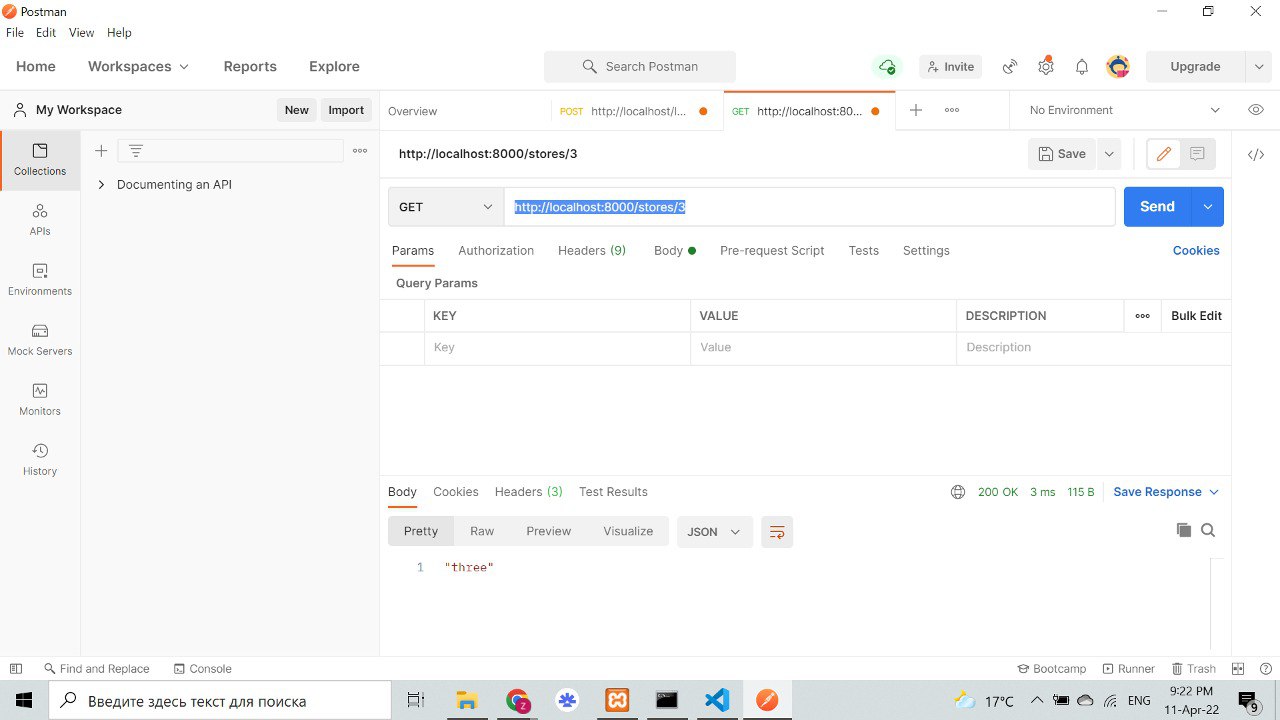 Postman
File Edit View Help
Home Workspaces Reports Explore Search Postman Invite Upgrade
My Workspace New Import Overview POST http://localhost/l... GET http://localhost:80... No Environment
http://localhost:8000/stores/3 Save
Collections
Documenting an API
GET http://localhost:8000/stores/3 Send
APIs
Params Authorization Headers (9) Body Pre-request Script Tests Settings Cookies
Environments
Query Params
KEY VALUE DESCRIPTION Bulk Edit
Key Value Description
Mock Servers
Monitors
History
Body Cookies Headers (3) Test Results 200 OK 3 ms 115 B Save Response
Pretty Raw Preview Visualize JSON
1 "three"
Find and Replace Console Bootcamp Runner Trash
Введите здесь текст для поиска 17°C ENG 9:22 PM
11-Apr-22 9